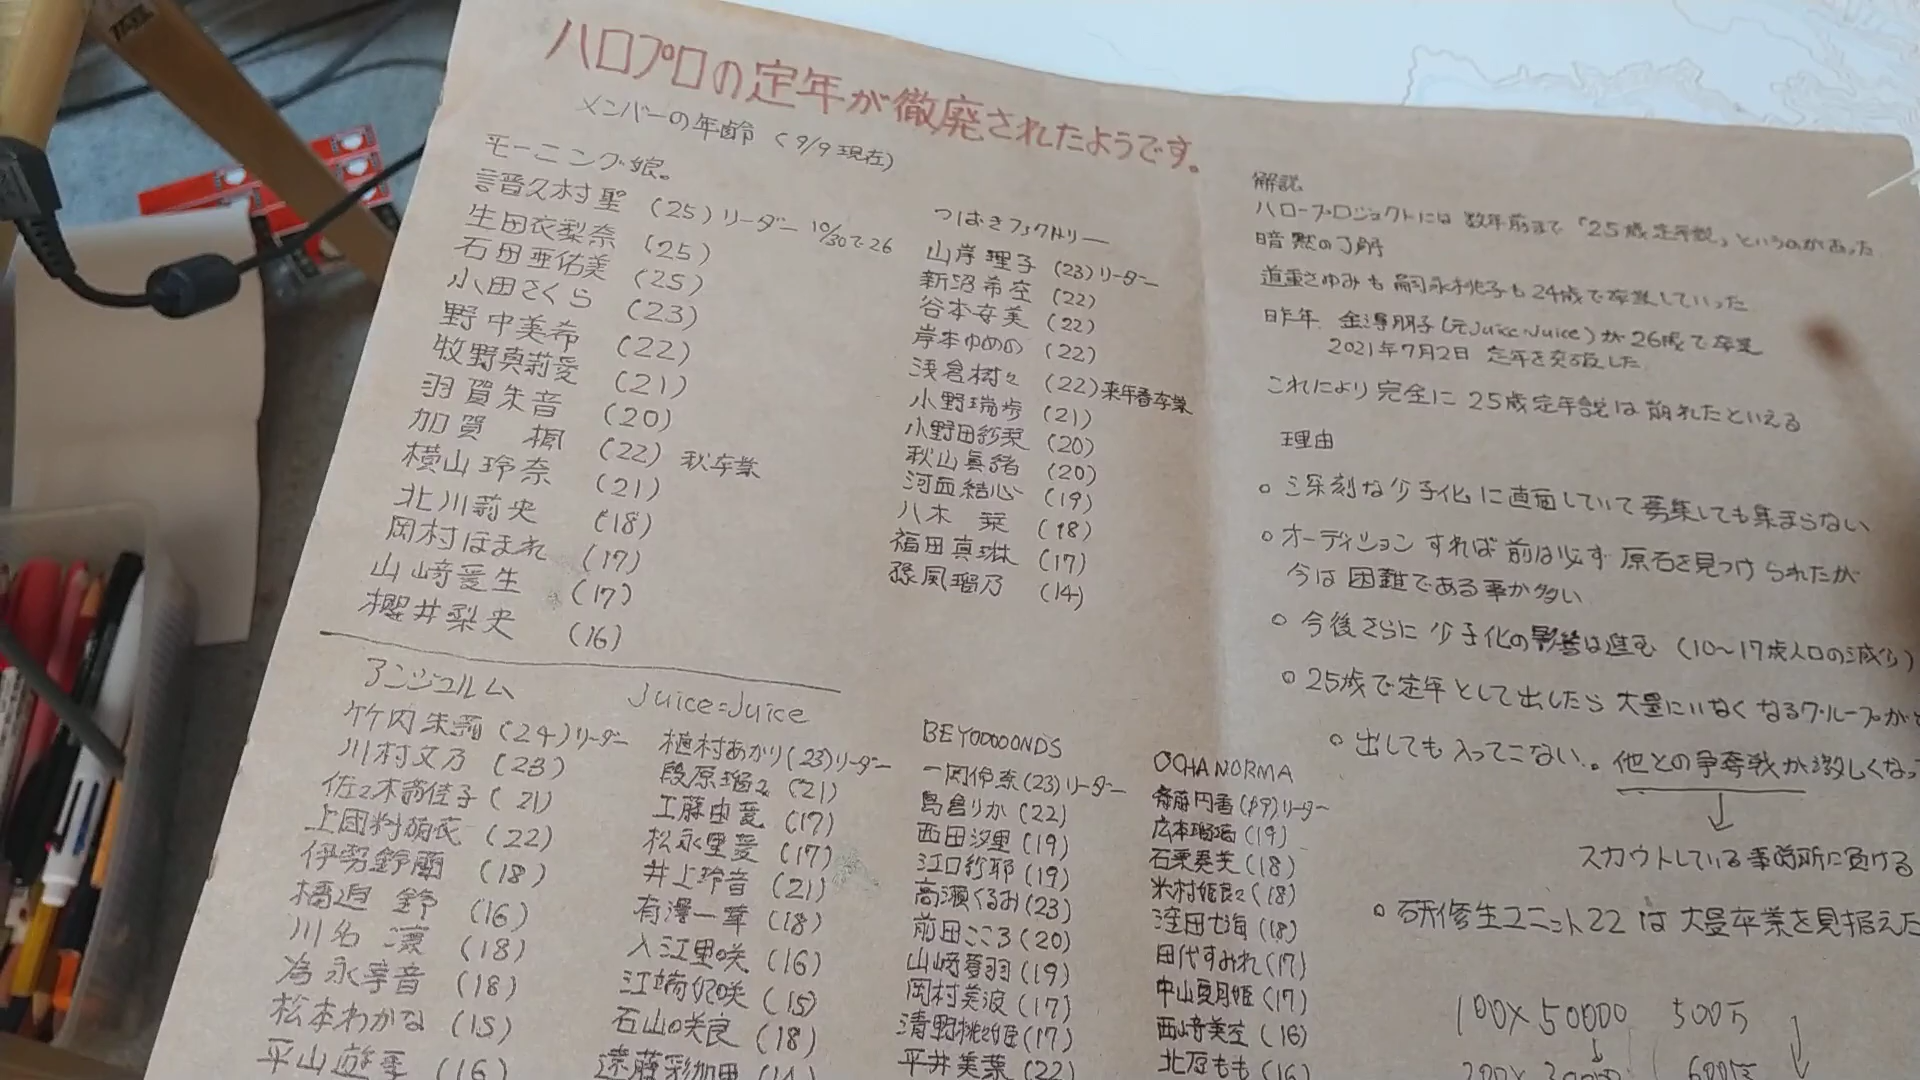 ハロプロの定年が徹廃されたようです。
メンバーの年齢 (9/9現在)
モーニング娘。
譜久村聖 (25) リーダー 10/30で26
生田衣梨奈 (25)
石田亜佑美 (25)
小田さくら (23)
野中美希 (22)
牧野真莉愛 (21)
羽賀朱音 (20)
加賀 楓 (22) 秋卒業
横山玲奈 (21)
北川莉央 (18)
岡村ほまれ (17)
山﨑愛生 (17)
櫻井梨央 (16)
つばきファクトリー
山岸理子 (23)リーダー
新沼希空 (22)
谷本安美 (22)
岸本ゆめの (22)
浅倉樹々 (22)来年春卒業
小野瑞歩 (21)
小野田紗栞 (20)
秋山眞緒 (20)
河西結心 (19)
八木 栞 (18)
福田真琳 (17)
豫風瑠乃 (14)
アンジュルム
竹内朱莉 (24)リーダー
川村文乃 (23)
佐々木莉佳子 (21)
上國料萌衣 (22)
伊勢鈴蘭 (18)
橋迫 鈴 (16)
川名 凜 (18)
為永幸音 (18)
松本わかな (15)
平山遊季 (16)
Juice=Juice
植村あかり(23)リーダー
段原瑠々 (21)
工藤由愛 (17)
松永里愛 (17)
井上玲音 (21)
有澤一華 (18)
入江里咲 (16)
江端妃咲 (15)
石山咲良 (18)
遠藤彩加里 (14)
BEYOOOOONDS
一岡伶奈(23)リーダー
島倉りか (22)
西田汐里 (19)
江口紗耶 (19)
高瀬くるみ(23)
前田こころ(20)
山﨑夢羽 (19)
岡村美波 (17)
清野桃々姫(17)
平井美葉 (22)
OCHA NORMA
斉藤円香 リーダー
広本瑠璃 (19)
石栗奏美 (18)
米村姫良々(18)
窪田七海 (18)
田代すみれ(17)
中山夏月姫(17)
西﨑美空 (16)
北原もも (16)
解説
ハロープロジェクトには 数年前まで「25歳定年説」というのがあった
暗黙の了解
道重さゆみも 嗣永桃子も24歳で卒業していった
昨年 金澤朋子(元Juice=Juice)が26歳で卒業
2021年7月2日 定年を突破した
これにより 完全に 25歳定年説は崩れたといえる
理由
○ 深刻な少子化に直面していて 募集しても集まらない
○ オーディションすれば 前は必ず 原石を見つけられたが
今は 困難である事が多い
○ 今後さらに 少子化の影響は進む (10〜17歳人口の減少)
○ 25歳で定年として出したら 大量にいなくなるグループが
○ 出しても入ってこない。他との争奪戦が激しくなっ
↓
スカウトしている事務所に負ける
○ 研修生ユニット22 は 大量卒業を見据えた
100×50000 500万
200×30000 600万